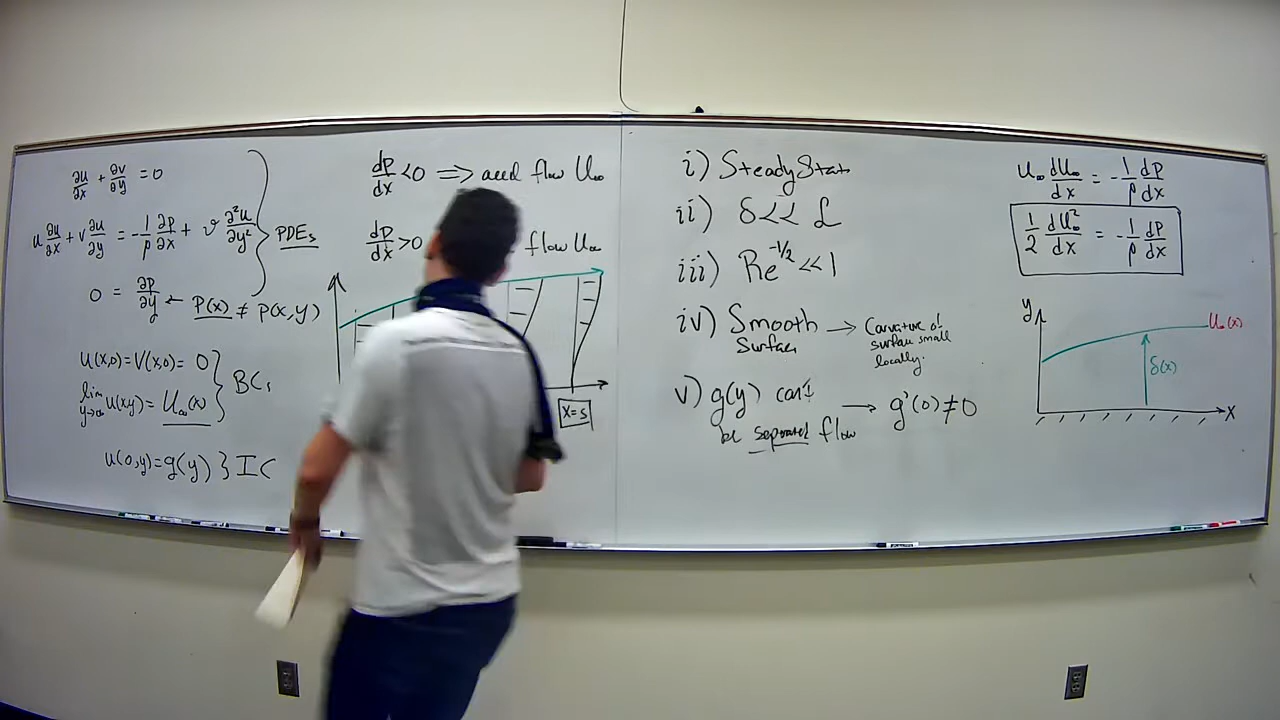 ∂u/∂x + ∂v/∂y = 0
u ∂u/∂x + v ∂u/∂y = -1/ρ ∂p/∂x + ν ∂²u/∂y² } PDEs
0 = ∂p/∂y ← P(x) ≠ P(x,y)
u(x,0)=V(x,0)= 0
lim y→∞ u(x,y)= U∞(x) } BCs
u(0,y)=g(y) } IC
dp/dx <0 ⇒ accel flow U∞
dp/dx >0 flow U∞
x=s
i) Steady State
ii) δ<< L
iii) Re^-1/2 <<1
iv) Smooth Surface → Curvature of
surface small
locally.
v) g(y) can't → g'(0) ≠0
be separated flow
U∞ dU∞/dx = -1/ρ dp/dx
1/2 dU∞²/dx = -1/ρ dp/dx
y
U∞(x)
δ(x)
x